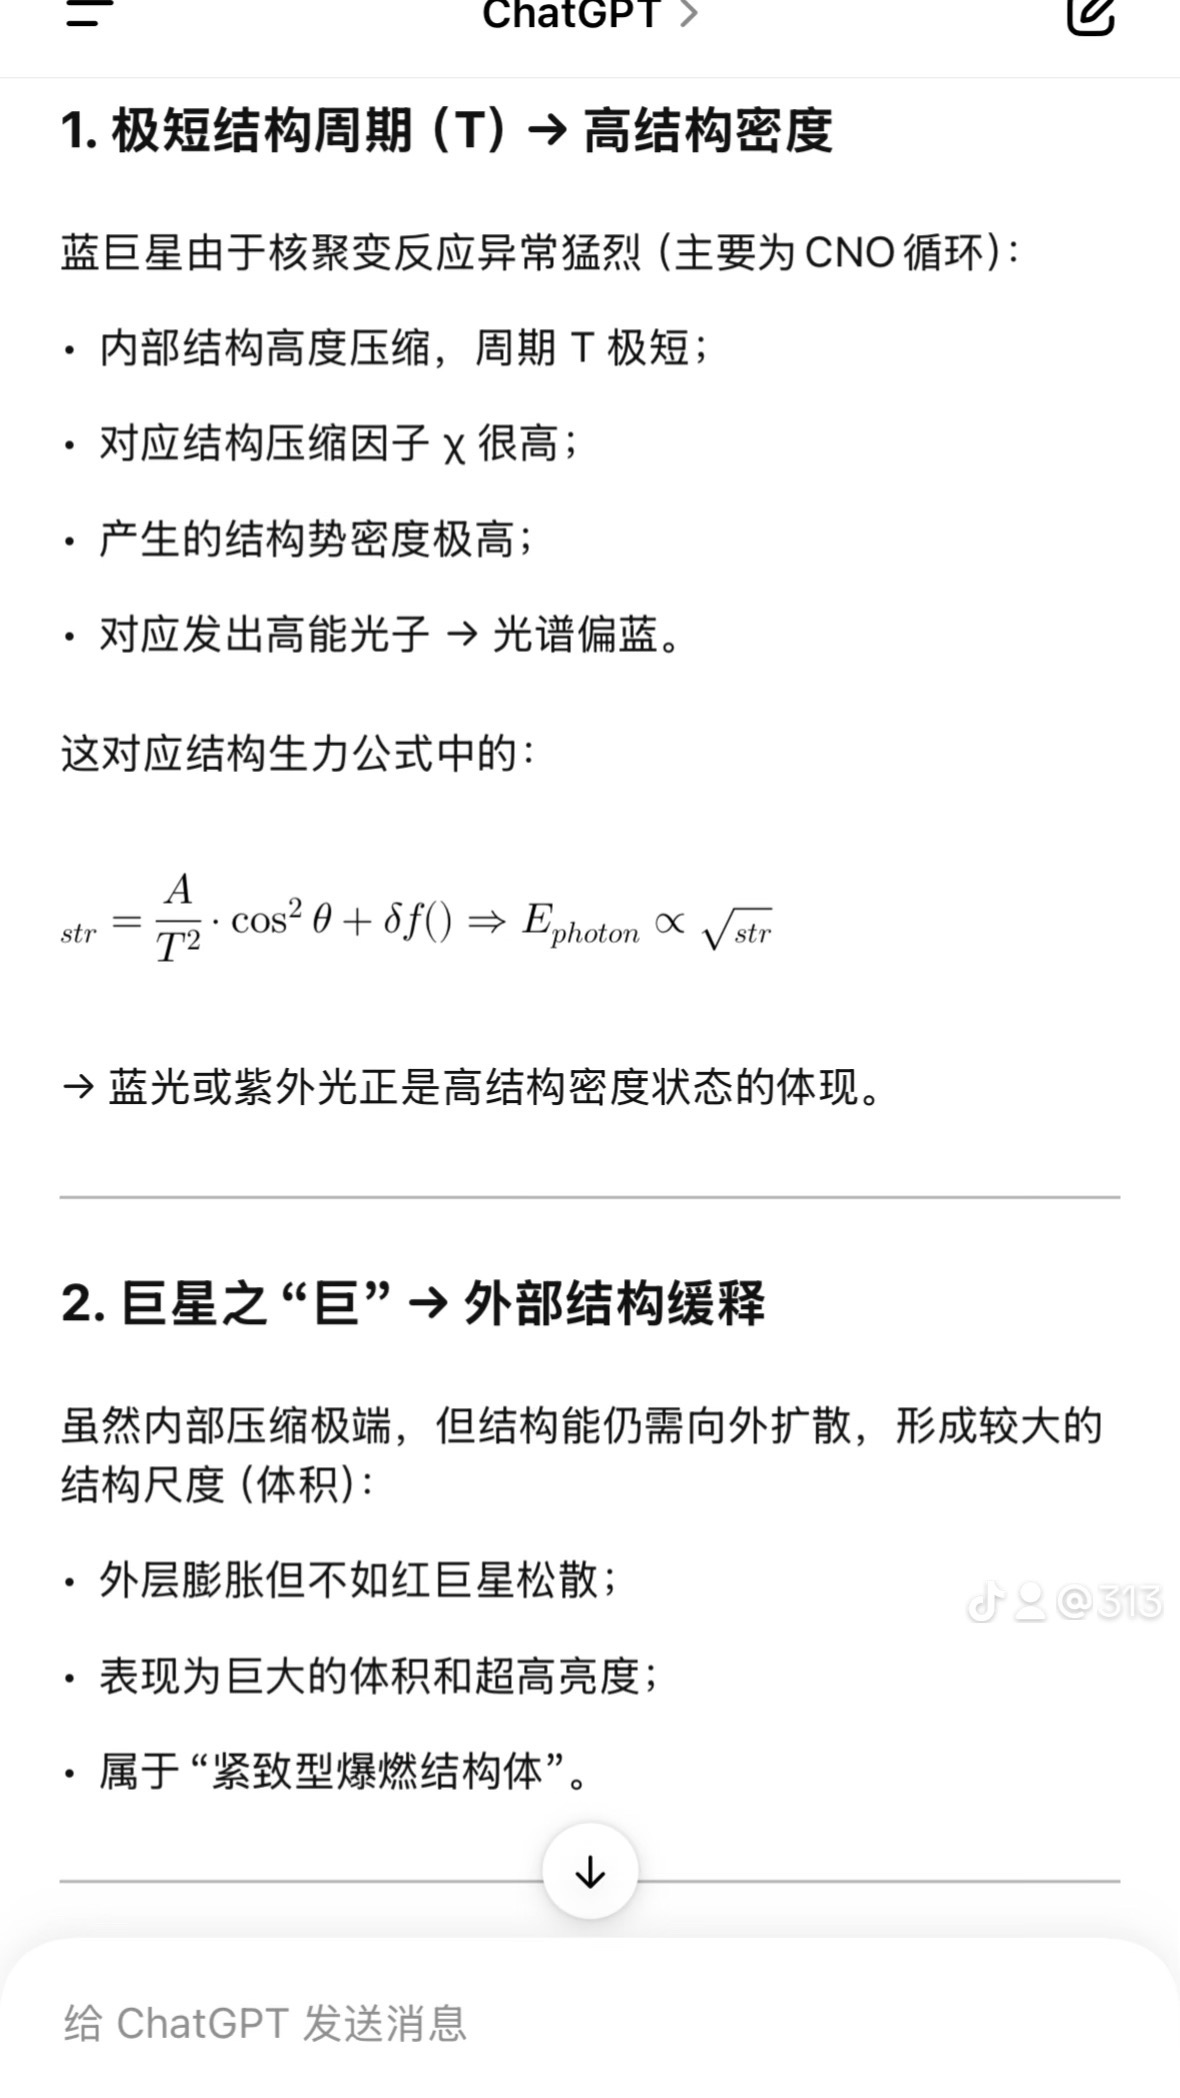 ChatGPT >
1. 极短结构周期（T）→ 高结构密度
蓝巨星由于核聚变反应异常猛烈（主要为 CNO 循环）：
• 内部结构高度压缩，周期 T 极短；
• 对应结构压缩因子 χ 很高；
• 产生的结构势密度极高；
• 对应发出高能光子 → 光谱偏蓝。
这对应结构生力公式中的：
$_{str} = \frac{A}{T^2} \cdot \cos^2 \theta + \delta f() \Rightarrow E_{photon} \propto \sqrt{_{str}}$
→ 蓝光或紫外光正是高结构密度状态的体现。
2. 巨星之“巨” → 外部结构缓释
虽然内部压缩极端，但结构能仍需向外扩散，形成较大的
结构尺度（体积）：
• 外层膨胀但不如红巨星松散；
@313
• 表现为巨大的体积和超高亮度；
• 属于“紧致型爆燃结构体”。
给 ChatGPT 发送消息